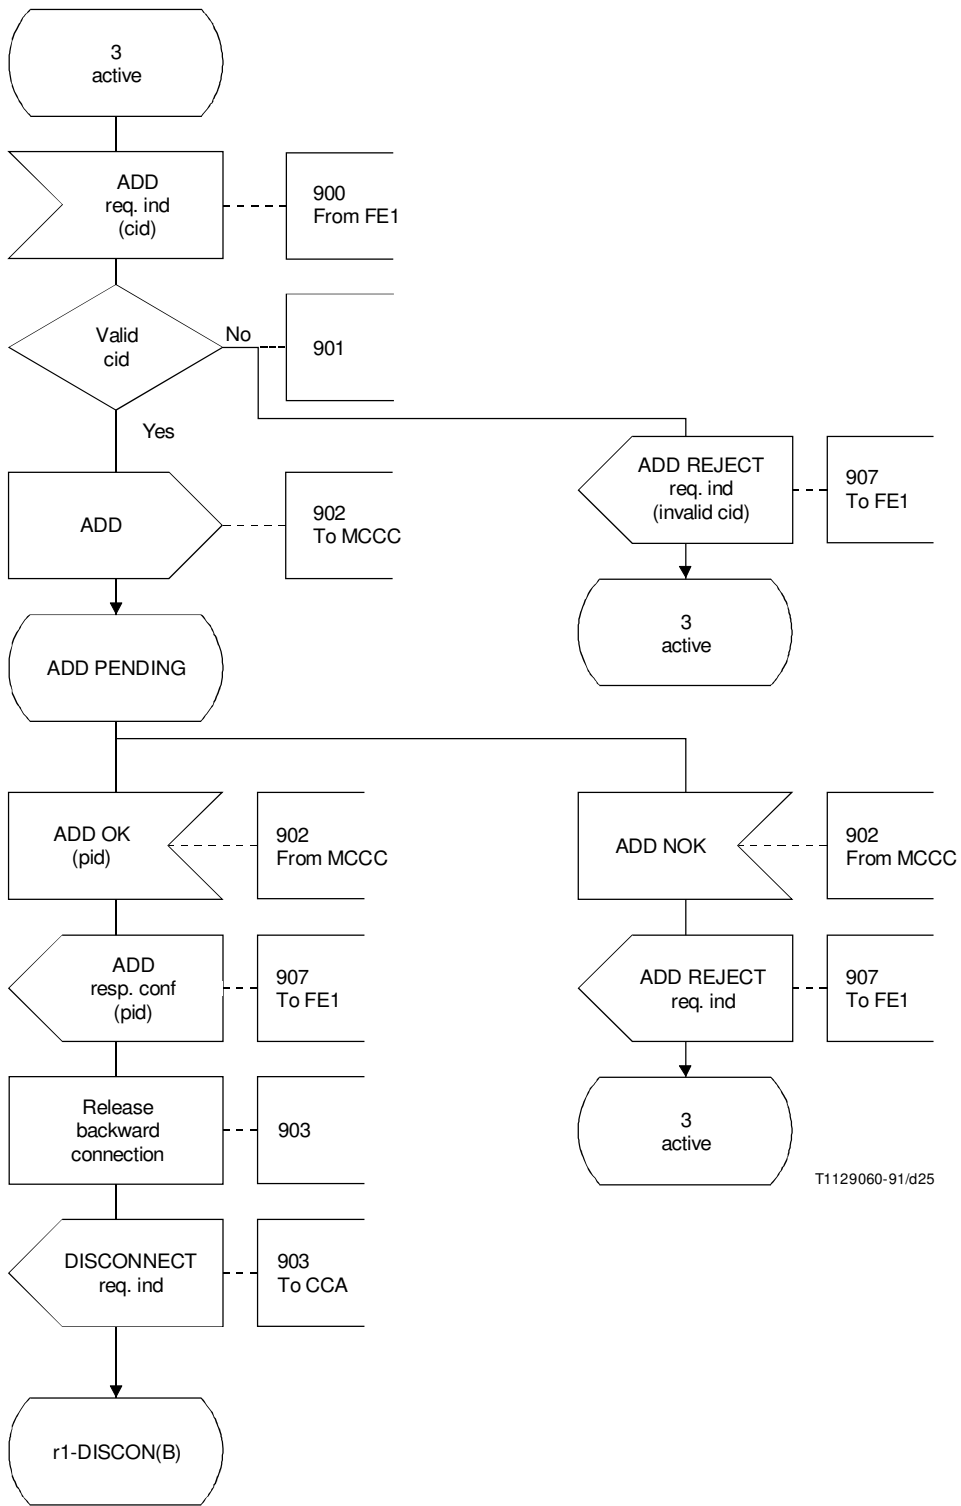 3
active
ADD
req. ind
(cid)
900
From FE1
Valid
cid
No
901
Yes
ADD REJECT
req. ind
(invalid cid)
907
To FE1
ADD
902
To MCCC
3
active
ADD PENDING
ADD OK
(pid)
902
From MCCC
ADD NOK
902
From MCCC
ADD
resp. conf
(pid)
907
To FE1
ADD REJECT
req. ind
907
To FE1
Release
backward
connection
903
3
active
T1129060-91/d25
DISCONNECT
req. ind
903
To CCA
r1-DISCON(B)